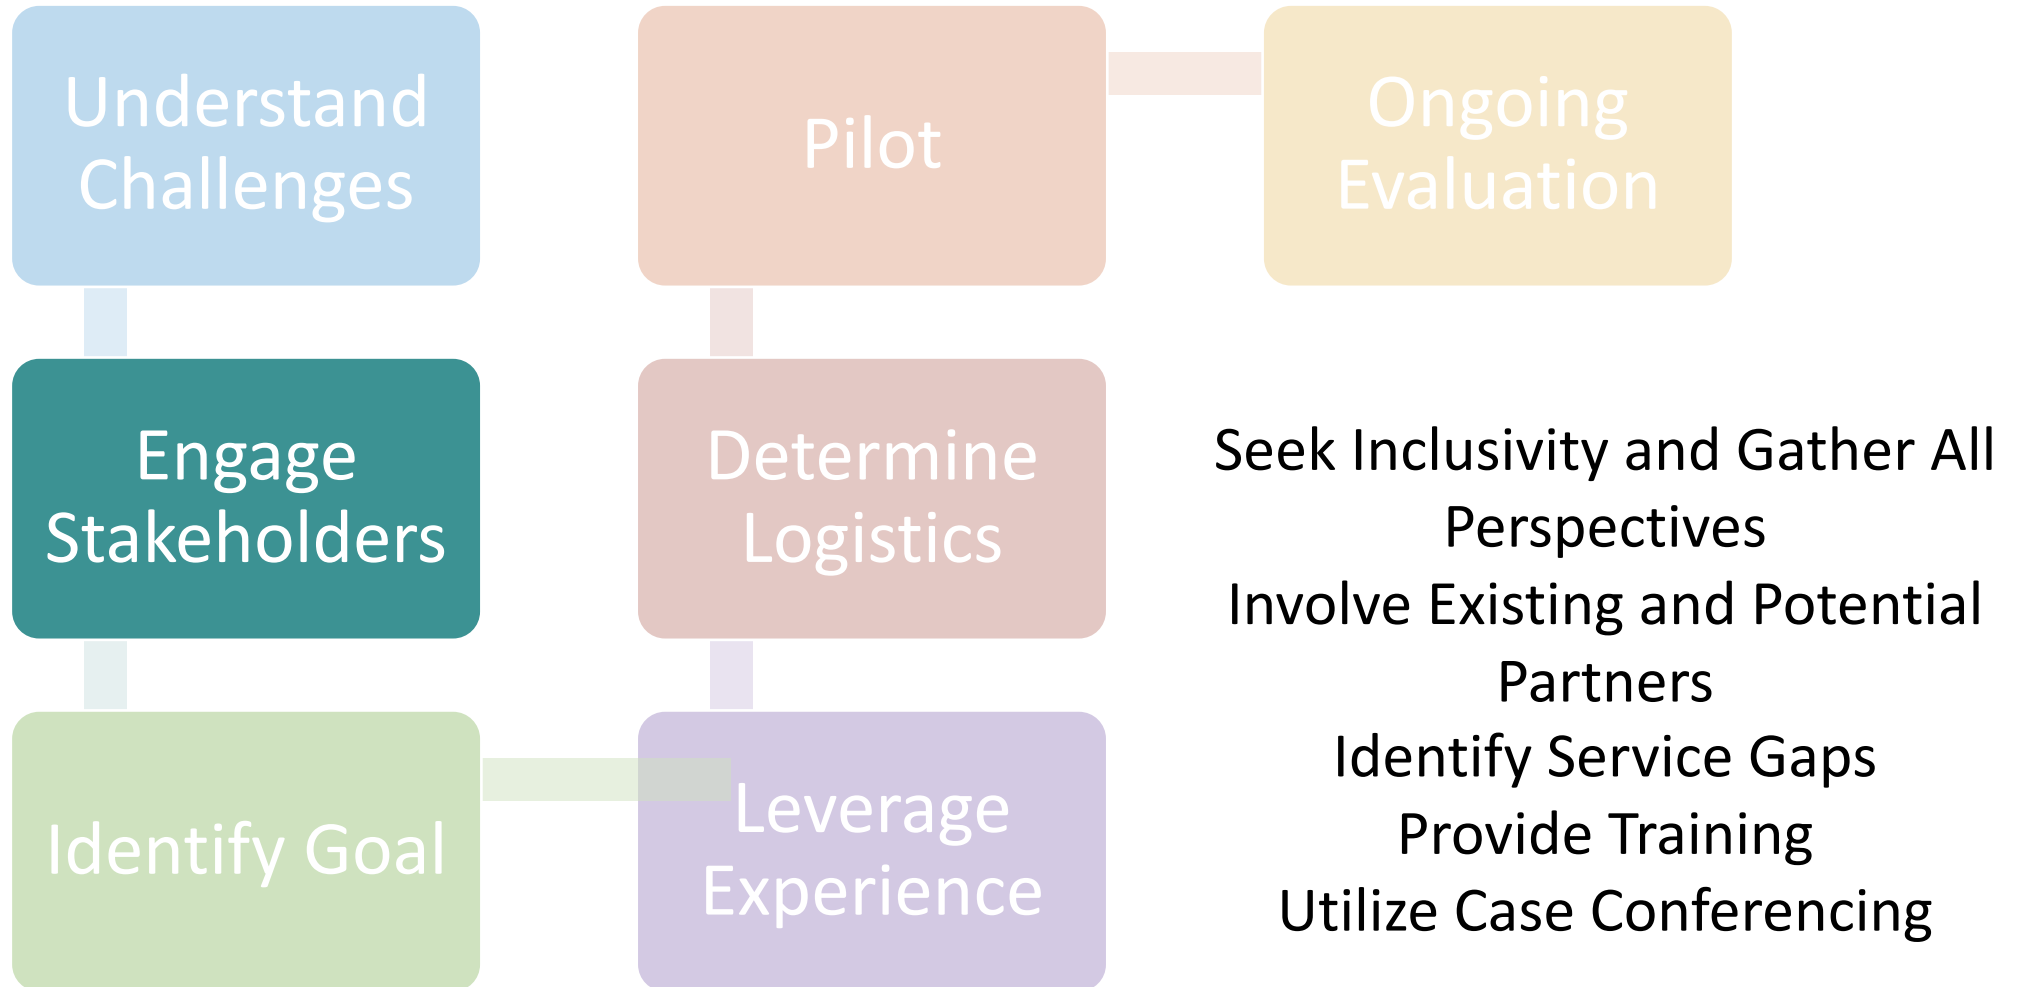 Understand
Challenges
Engage
Stakeholders
Identify Goal
Leverage
Experience
Determine
Logistics
Pilot
Ongoing
Evaluation
Seek Inclusivity and Gather All
Perspectives
Involve Existing and Potential
Partners
Identify Service Gaps
Provide Training
Utilize Case Conferencing